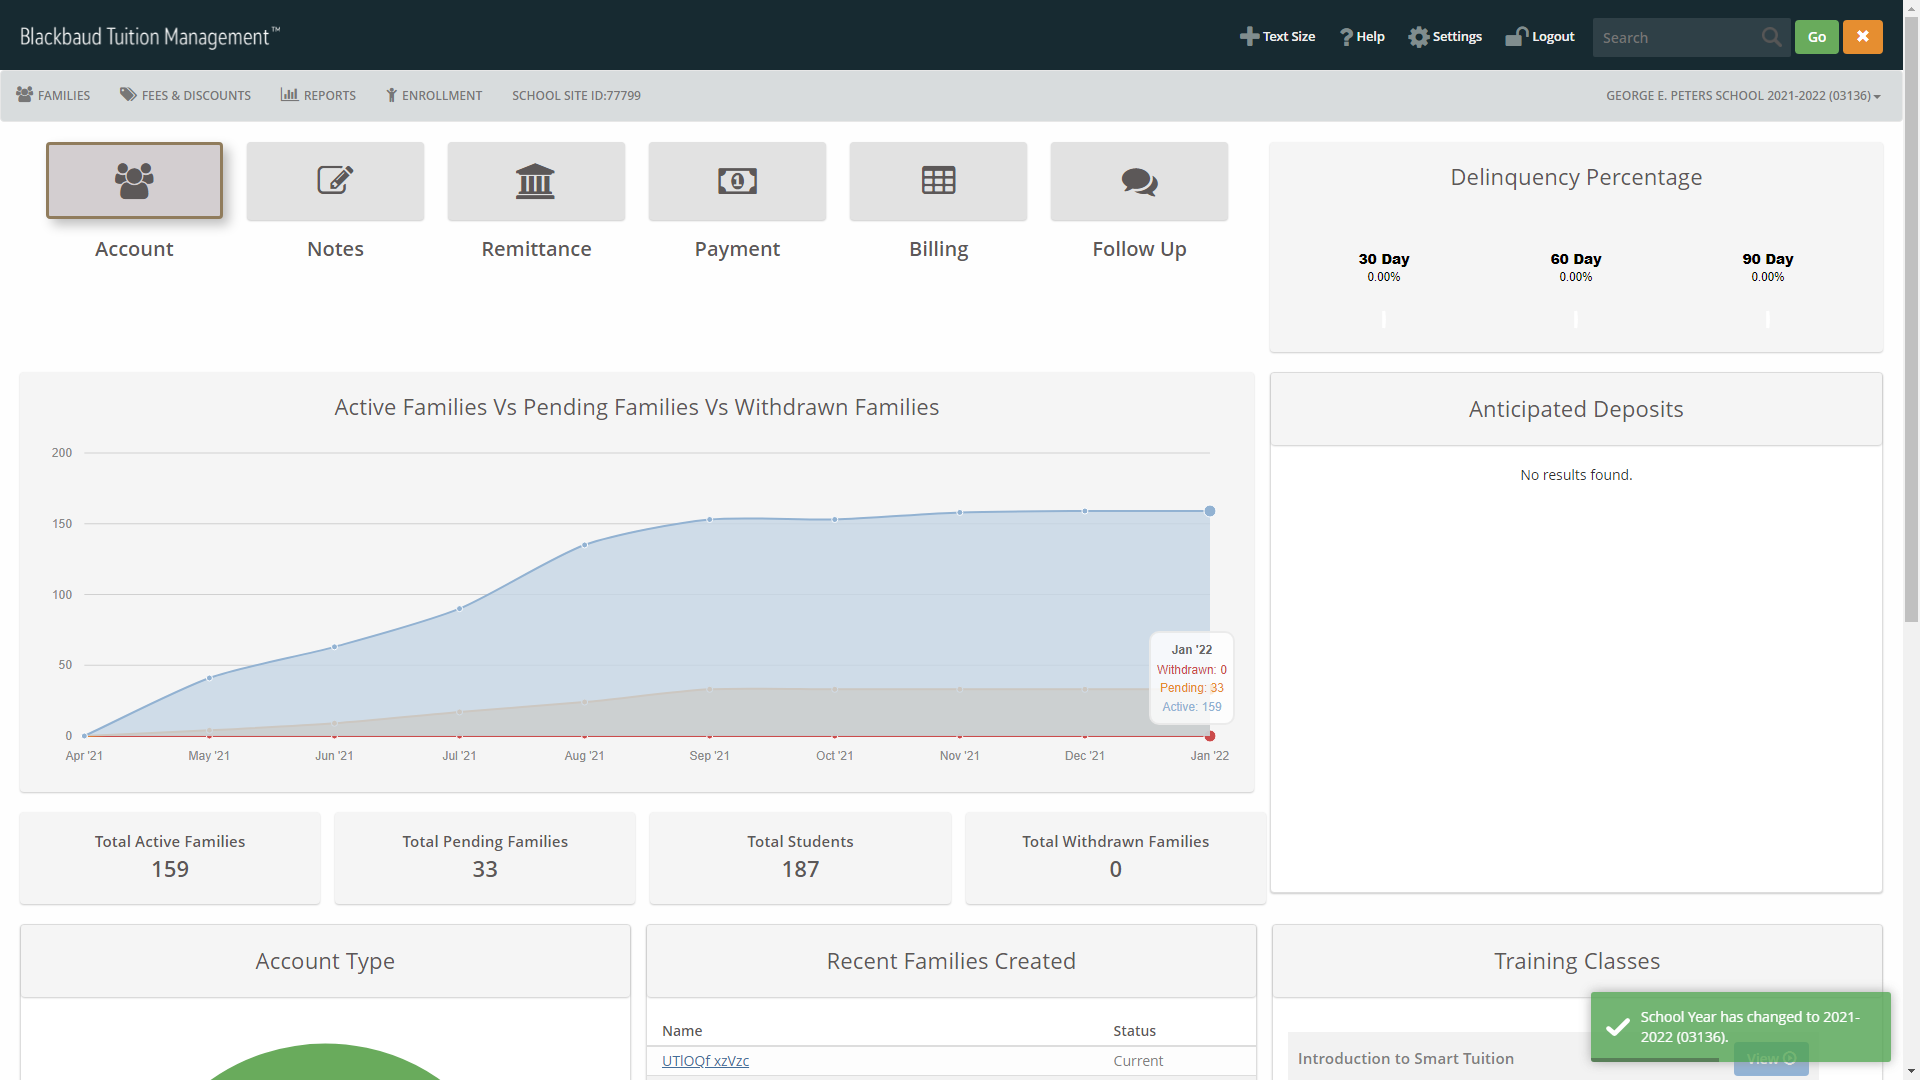 Blackbaud Tuition Management™
Text Size
Help
Settings
Logout
Search
Go
FAMILIES
FEES & DISCOUNTS
REPORTS
ENROLLMENT
SCHOOL SITE ID:77799
GEORGE E. PETERS SCHOOL 2021-2022 (03136)
Account
Notes
Remittance
Payment
Billing
Follow Up
Delinquency Percentage
30 Day
0.00%
60 Day
0.00%
90 Day
0.00%
Active Families Vs Pending Families Vs Withdrawn Families
200
150
100
50
0
Apr '21
May '21
Jun '21
Jul '21
Aug '21
Sep '21
Oct '21
Nov '21
Dec '21
Jan '22
Jan '22
Withdrawn: 0
Pending: 33
Active: 159
Anticipated Deposits
No results found.
Total Active Families
159
Total Pending Families
33
Total Students
187
Total Withdrawn Families
0
Account Type
Recent Families Created
Name Status
UTlOQf xzVzc Current
Training Classes
Introduction to Smart Tuition
View
School Year has changed to 2021-
2022 (03136).